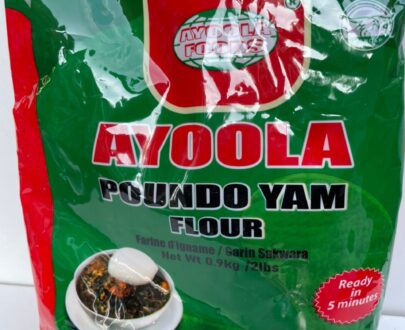 AYOOLA
FOODS
AYOOLA
POUNDO YAM
FLOUR
Farine d'igname / Garin Sakwara
Net Wt 0.9kg /2lbs
Ready
in
5 minutes